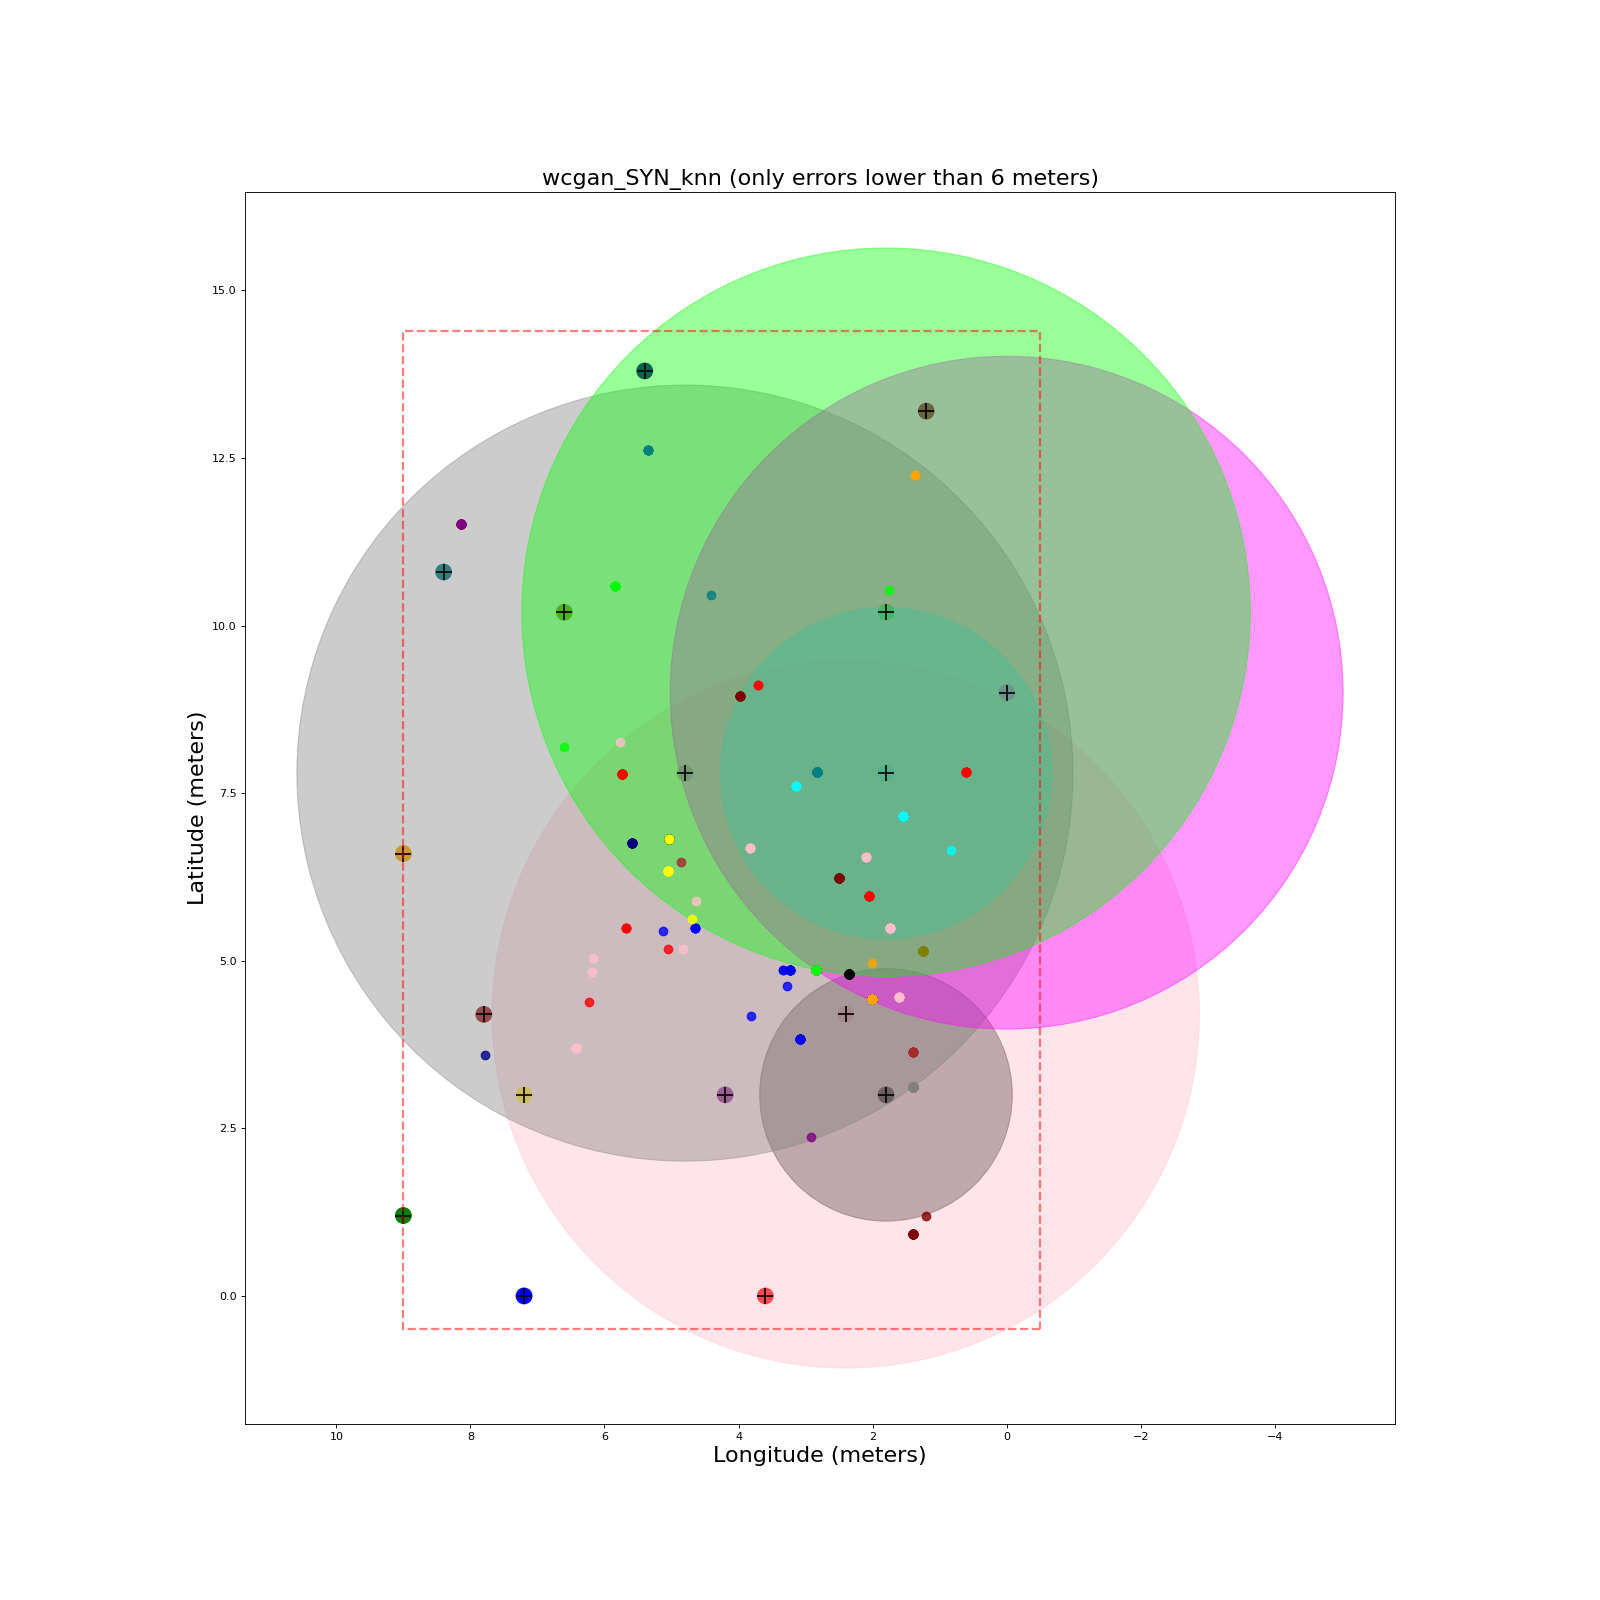 wcgan_SYN_knn (only errors lower than 6 meters)
15.0
12.5
10.0
7.5
5.0
2.5
0.0
Latitude (meters)
10 8 6 4 2 0 −2 −4
Longitude (meters)